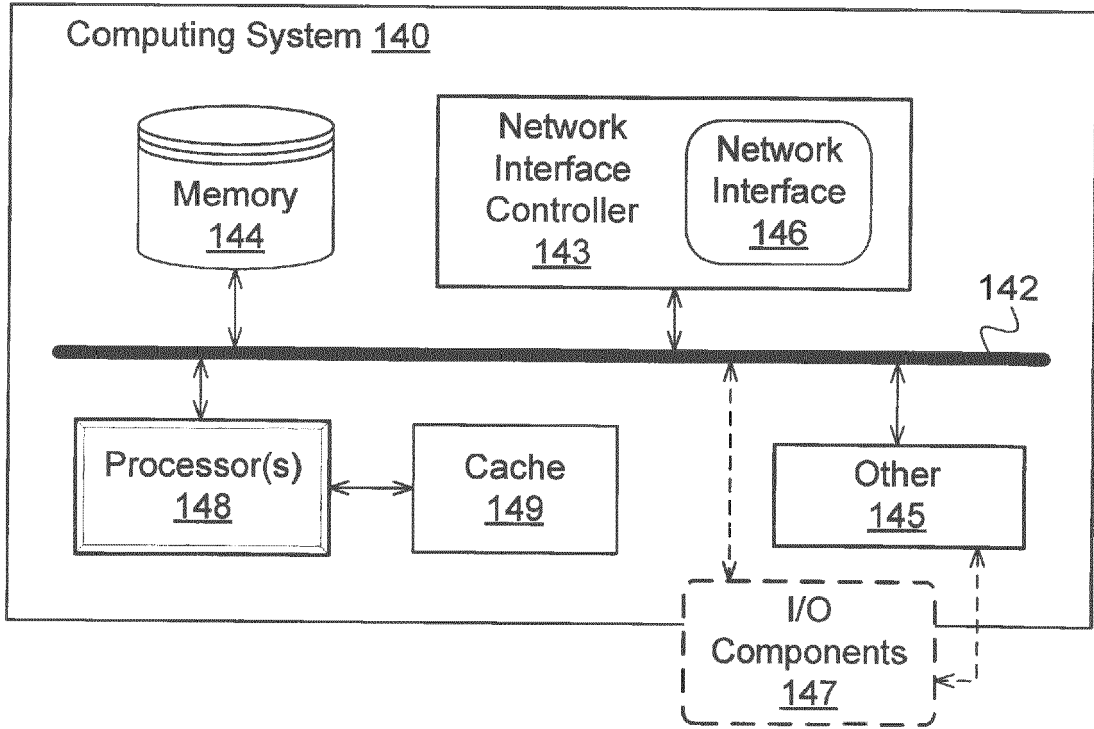 Computing System 140
Memory
144
Network
Interface
Controller
143
Network
Interface
146
142
Processor(s)
148
Cache
149
Other
145
I/O
Components
147